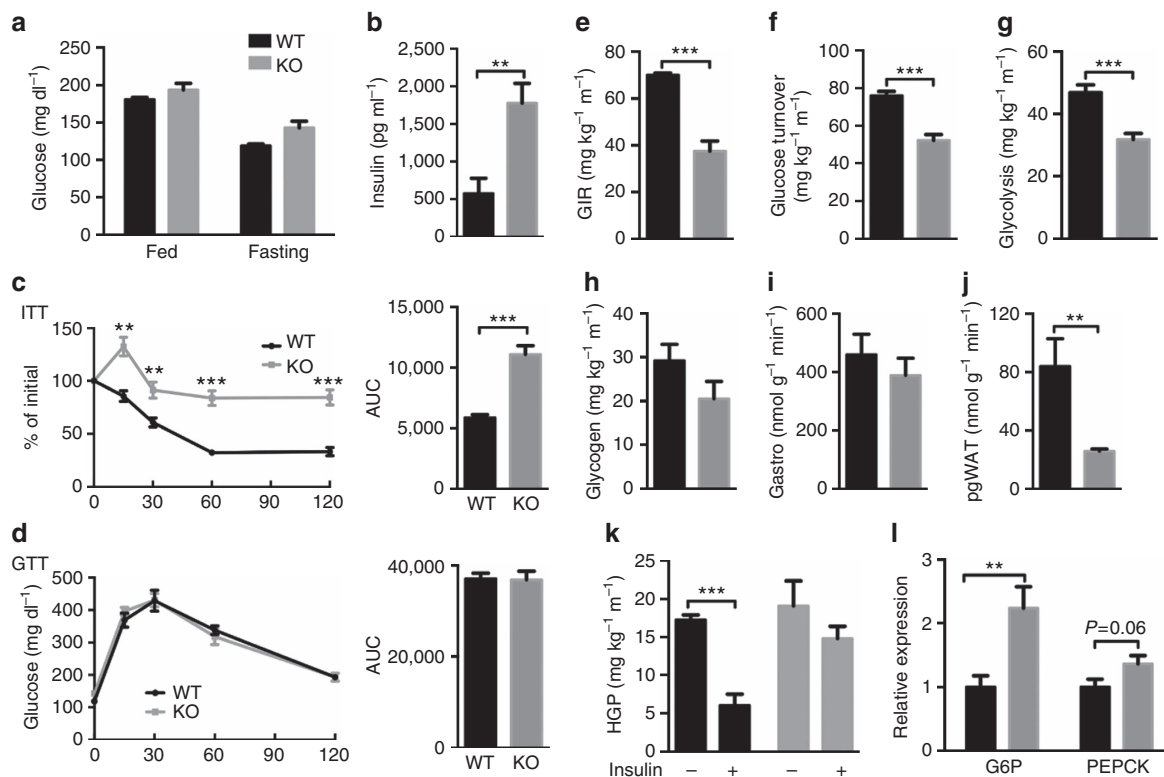 a
WT
KO
Glucose (mg dl⁻¹)
250
200
150
100
50
0
Fed Fasting
b
**
Insulin (pg ml⁻¹)
2,500
2,000
1,500
1,000
500
0
e
***
GIR (mg kg⁻¹ m⁻¹)
80
60
40
20
0
f
***
Glucose turnover
(mg kg⁻¹ m⁻¹)
100
80
60
40
20
0
g
***
Glycolysis (mg kg⁻¹ m⁻¹)
60
40
20
0
c
ITT
WT
KO
** ** *** ***
% of initial
150
100
50
0
0 30 60 90 120
***
AUC
15,000
10,000
5,000
0
WT KO
h
Glycogen (mg kg⁻¹ m⁻¹)
40
30
20
10
0
i
Gastro (nmol g⁻¹ min⁻¹)
600
400
200
0
j
**
pgWAT (nmol g⁻¹ min⁻¹)
120
80
40
0
d
GTT
Glucose (mg dl⁻¹)
500
400
300
200
100
0
WT
KO
0 30 60 90 120
AUC
40,000
20,000
0
WT KO
k
***
HGP (mg kg⁻¹ m⁻¹)
25
20
15
10
5
0
Insulin – + – +
l
**
P=0.06
Relative expression
3
2
1
0
G6P PEPCK